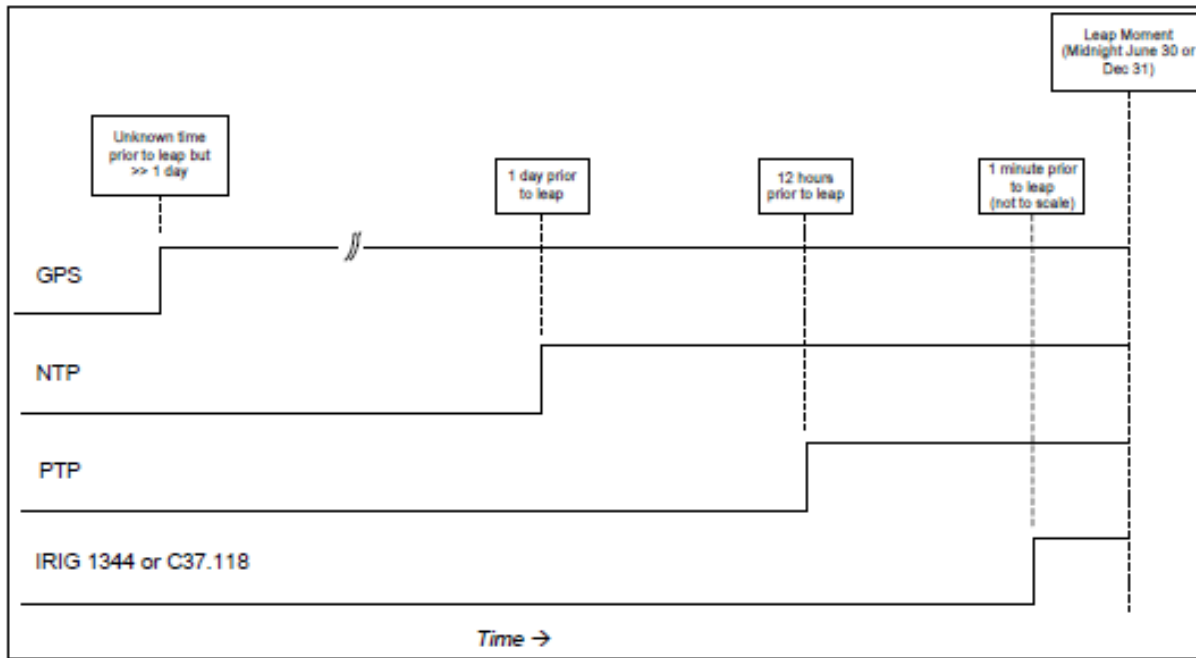 Leap Moment
(Midnight June 30 or
Dec 31)
Unknown time
prior to leap but
>> 1 day
1 day prior
to leap
12 hours
prior to leap
1 minute prior
to leap
(not to scale)
GPS
NTP
PTP
IRIG 1344 or C37.118
Time →